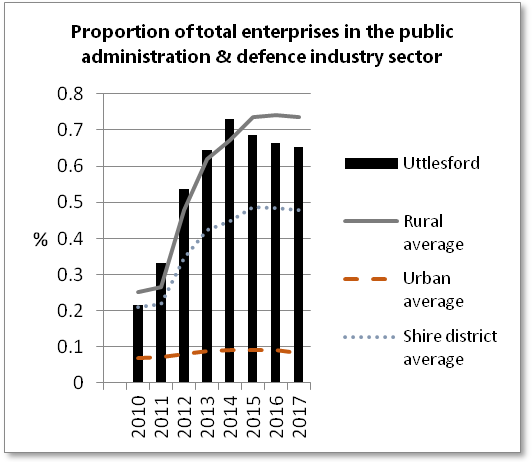 Proportion of total enterprises in the public
administration & defence industry sector
0.8
0.7
0.6
0.5
0.4
0.3
0.2
0.1
0
%
2010
2011
2012
2013
2014
2015
2016
2017
Uttlesford
Rural
average
Urban
average
Shire district
average